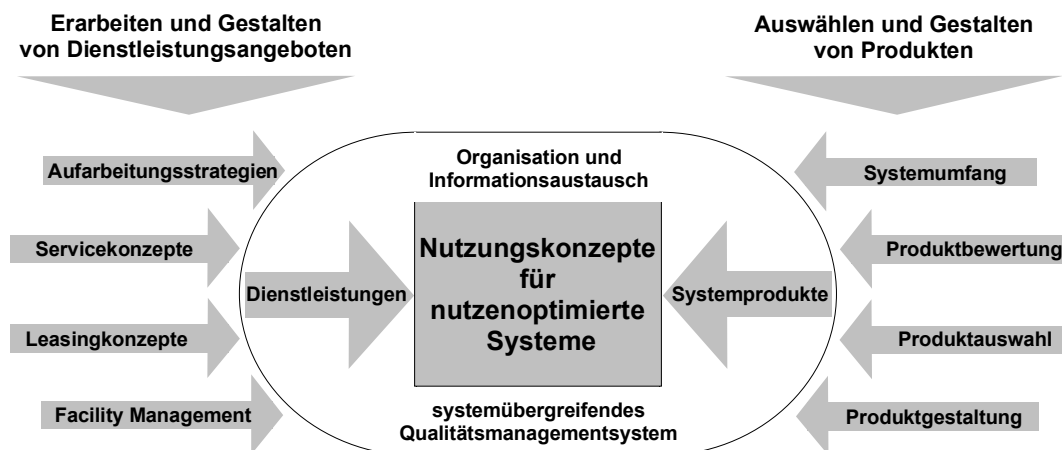 Erarbeiten und Gestalten
von Dienstleistungsangeboten
Auswählen und Gestalten
von Produkten
Aufarbeitungsstrategien
Servicekonzepte
Leasingkonzepte
Facility Management
Dienstleistungen
Organisation und
Informationsaustausch
Nutzungskonzepte
für
nutzenoptimierte
Systeme
systemübergreifendes
Qualitätsmanagementsystem
Systemprodukte
Systemumfang
Produktbewertung
Produktauswahl
Produktgestaltung